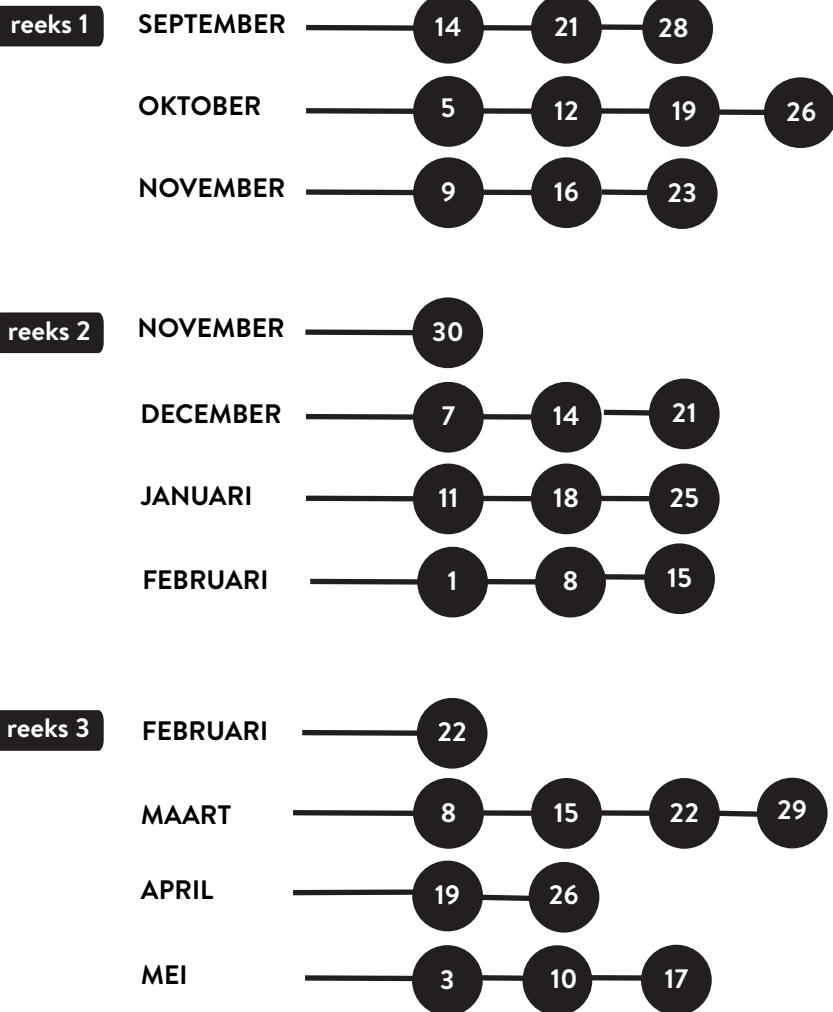 reeks 1 SEPTEMBER 14 21 28
OKTOBER 5 12 19 26
NOVEMBER 9 16 23
reeks 2 NOVEMBER 30
DECEMBER 7 14 21
JANUARI 11 18 25
FEBRUARI 1 8 15
reeks 3 FEBRUARI 22
MAART 8 15 22 29
APRIL 19 26
MEI 3 10 17